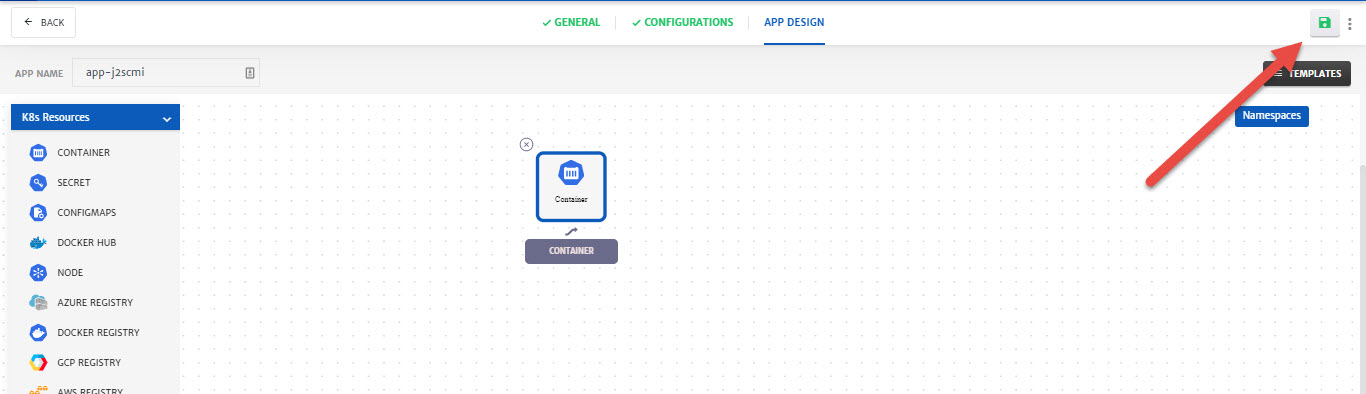 BACK
GENERAL
CONFIGURATIONS
APP DESIGN
APP NAME
app-j2scmi
TEMPLATES
K8s Resources
Namespaces
CONTAINER
SECRET
CONFIGMAPS
DOCKER HUB
NODE
AZURE REGISTRY
DOCKER REGISTRY
GCP REGISTRY
AWS REGISTRY
Container
CONTAINER